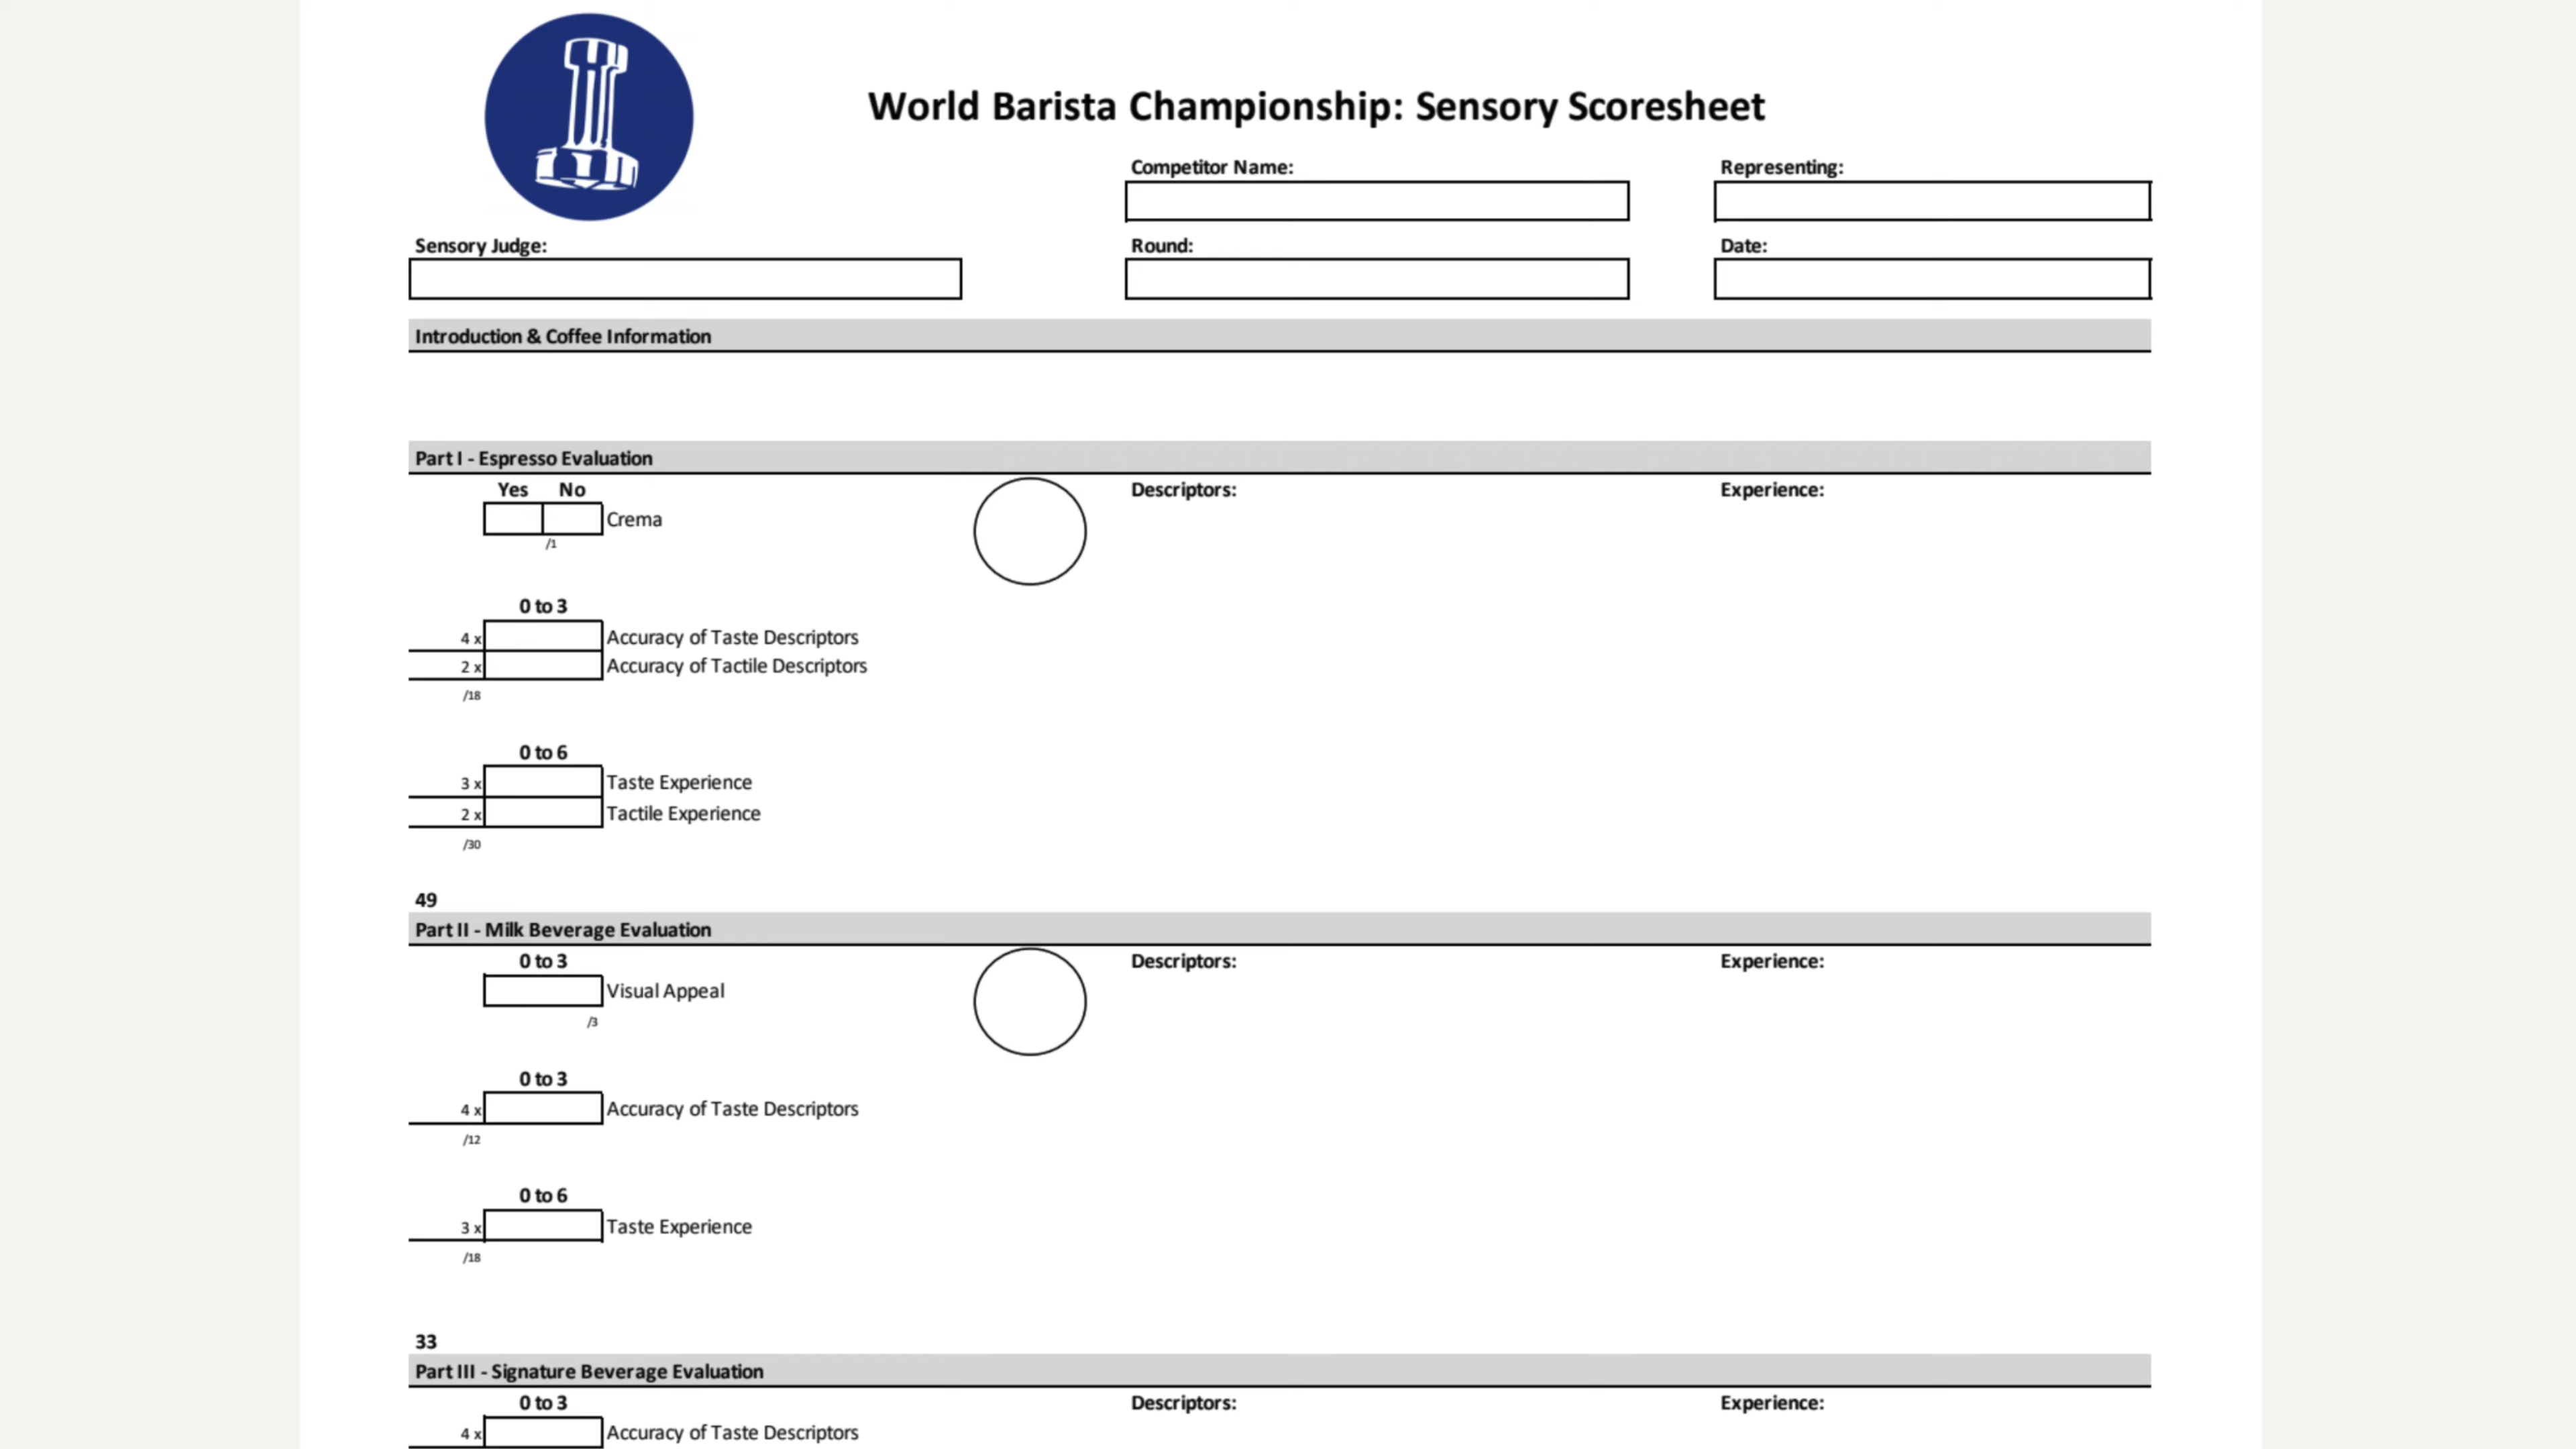 World Barista Championship: Sensory Scoresheet
Competitor Name: Representing:
Sensory Judge: Round: Date:
Introduction & Coffee Information
Part I - Espresso Evaluation
Yes No Descriptors: Experience:
Crema
/1
0 to 3
4 x Accuracy of Taste Descriptors
2 x Accuracy of Tactile Descriptors
/18
0 to 6
3 x Taste Experience
2 x Tactile Experience
/30
49
Part II - Milk Beverage Evaluation
0 to 3 Descriptors: Experience:
Visual Appeal
/3
0 to 3
4 x Accuracy of Taste Descriptors
/12
0 to 6
3 x Taste Experience
/18
33
Part III - Signature Beverage Evaluation
0 to 3 Descriptors: Experience:
4 x Accuracy of Taste Descriptors